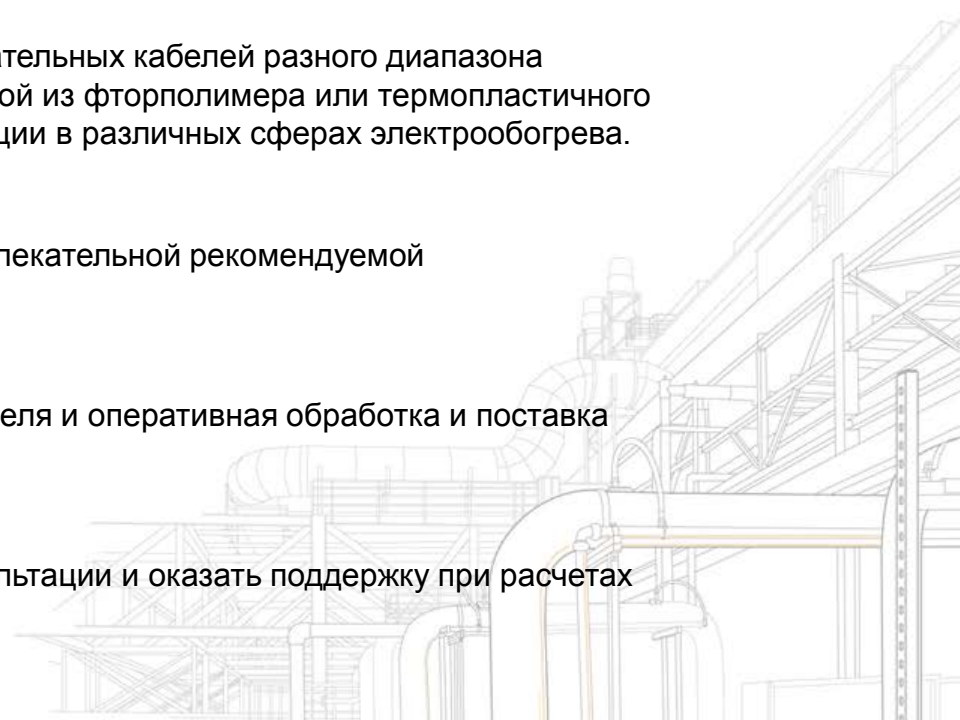 ательных кабелей разного диапазона
ой из фторполимера или термопластичного
ции в различных сферах электрообогрева.
лекательной рекомендуемой
еля и оперативная обработка и поставка
льтации и оказать поддержку при расчетах